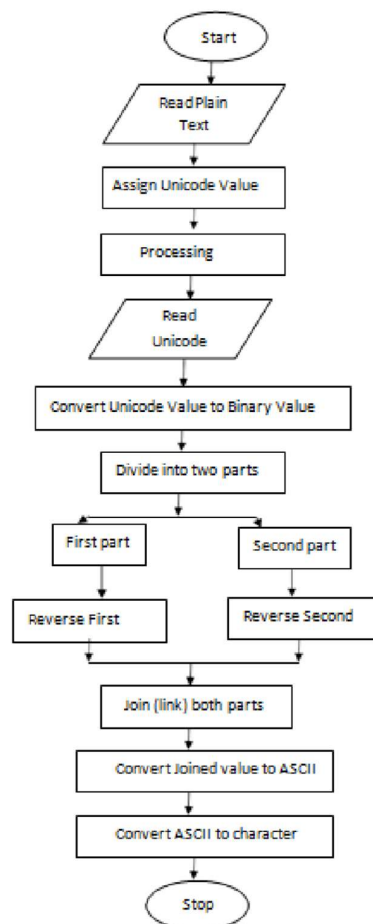 Start
Read Plain
Text
Assign Unicode Value
Processing
Read
Unicode
Convert Unicode Value to Binary Value
Divide into two parts
First part
Second part
Reverse First
Reverse Second
Join (link) both parts
Convert Joined value to ASCII
Convert ASCII to character
Stop